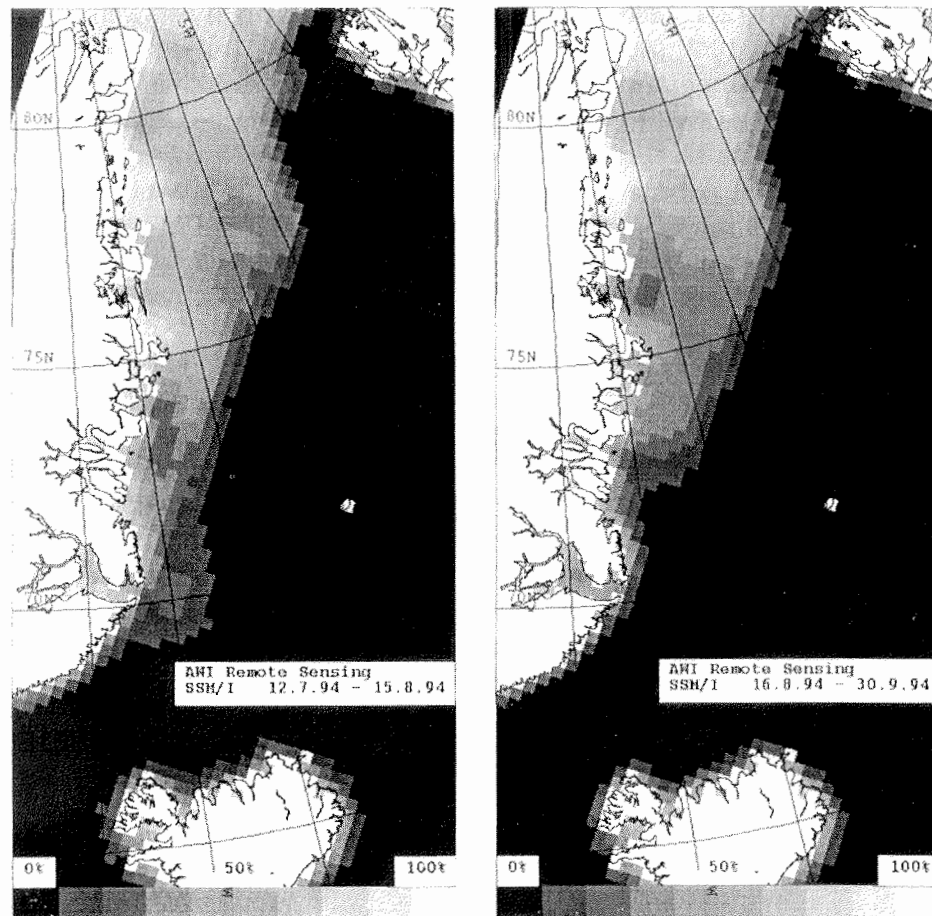 80N
75N
AWI Remote Sensing
SSM/I 12.7.94 - 15.8.94
0% 50% 100%
80N
75N
AWI Remote Sensing
SSM/I 16.8.94 - 30.9.94
0% 50% 100%